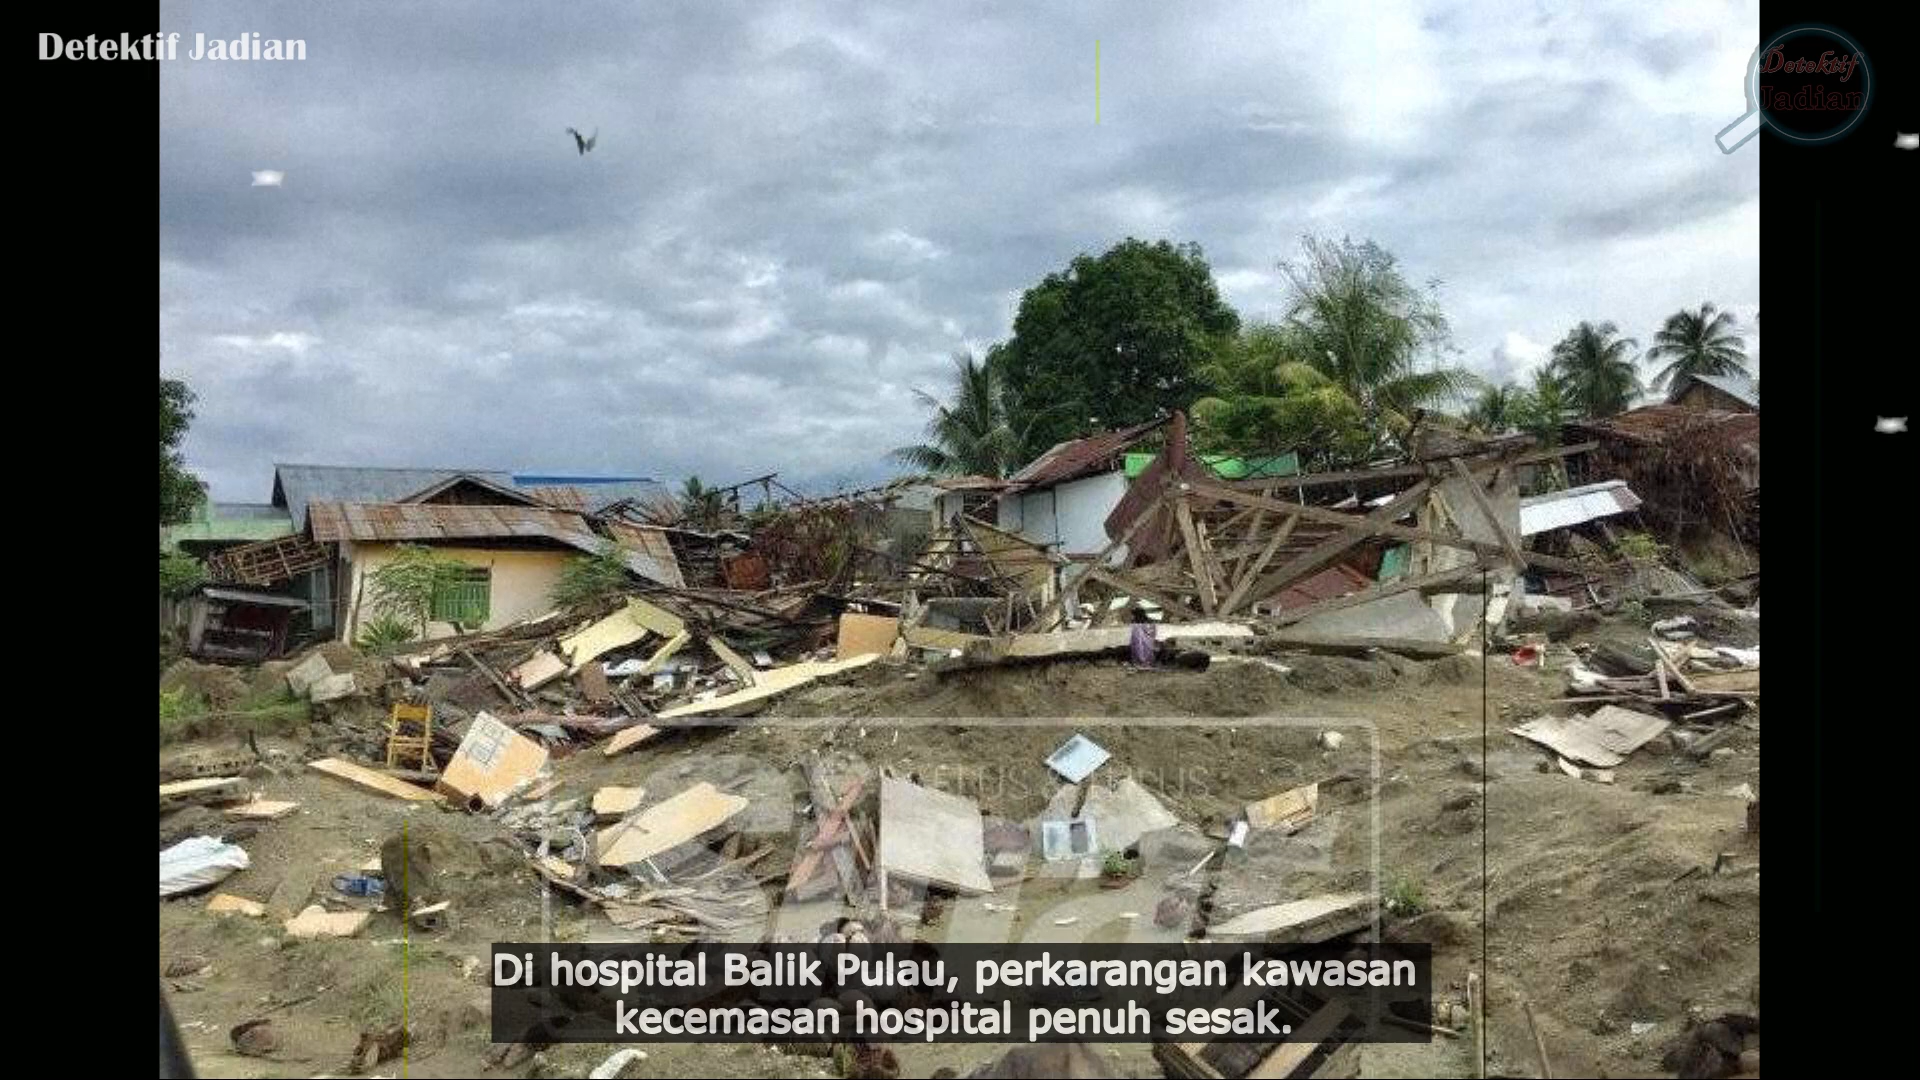 Detektif Jadian
Detektif
Jadian
Di hospital Balik Pulau, perkarangan kawasan
kecemasan hospital penuh sesak.